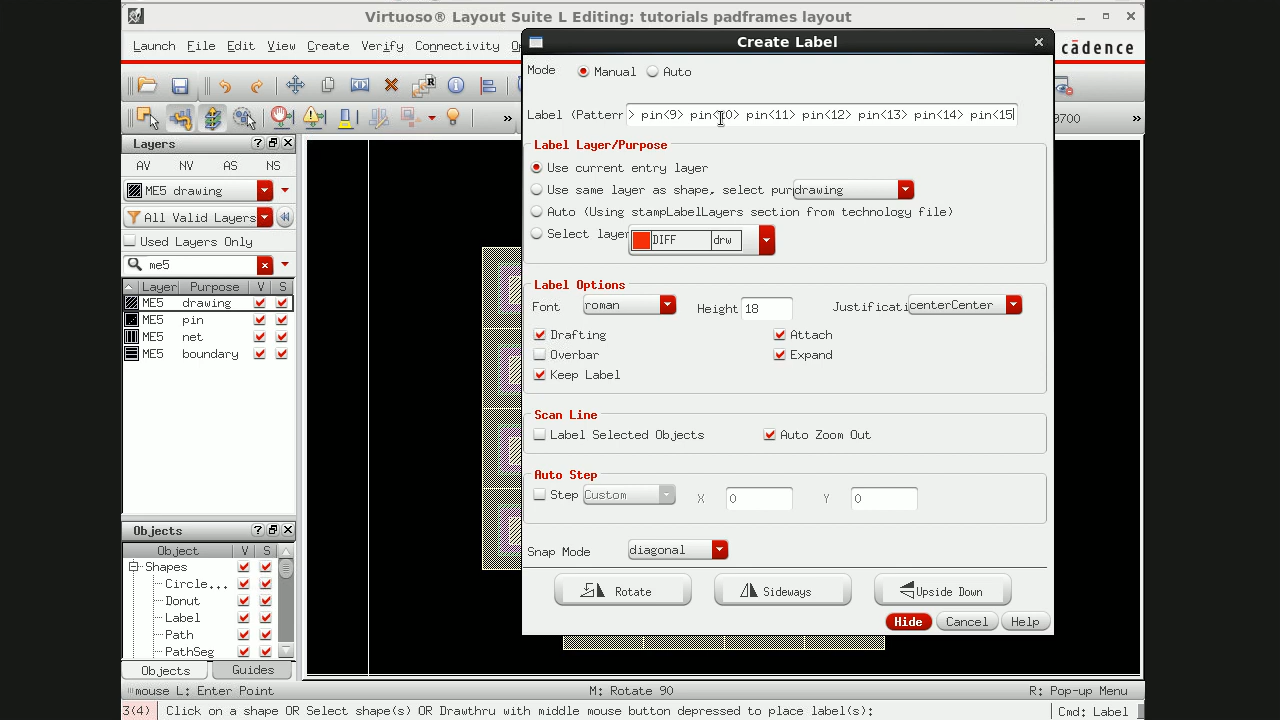 Virtuoso® Layout Suite L Editing: tutorials padframes layout
Launch File Edit View Create Verify Connectivity
cādence
Create Label
Mode Manual Auto
Label (Pattern > pin<9> pin<10> pin<11> pin<12> pin<13> pin<14> pin<15
9700
»
»
Layers
AV NV AS NS
ME5 drawing
All Valid Layers
Used Layers Only
me5
Layer Purpose V S
ME5 drawing
ME5 pin
ME5 net
ME5 boundary
Objects
Object V S
Shapes
Circle...
Donut
Label
Path
PathSeg
Objects Guides
Label Layer/Purpose
Use current entry layer
Use same layer as shape, select pur drawing
Auto (Using stampLabelLayers section from technology file)
Select layer DIFF drw
Label Options
Font roman Height 18 Justificati centerCenter
Drafting Attach
Overbar Expand
Keep Label
Scan Line
Label Selected Objects Auto Zoom Out
Auto Step
Step Custom X 0 Y 0
Snap Mode diagonal
Rotate Sideways Upside Down
Hide Cancel Help
mouse L: Enter Point M: Rotate 90 R: Pop-up Menu
3(4) Click on a shape OR Select shape(s) OR Drawthru with middle mouse button depressed to place label(s): Cmd: Label